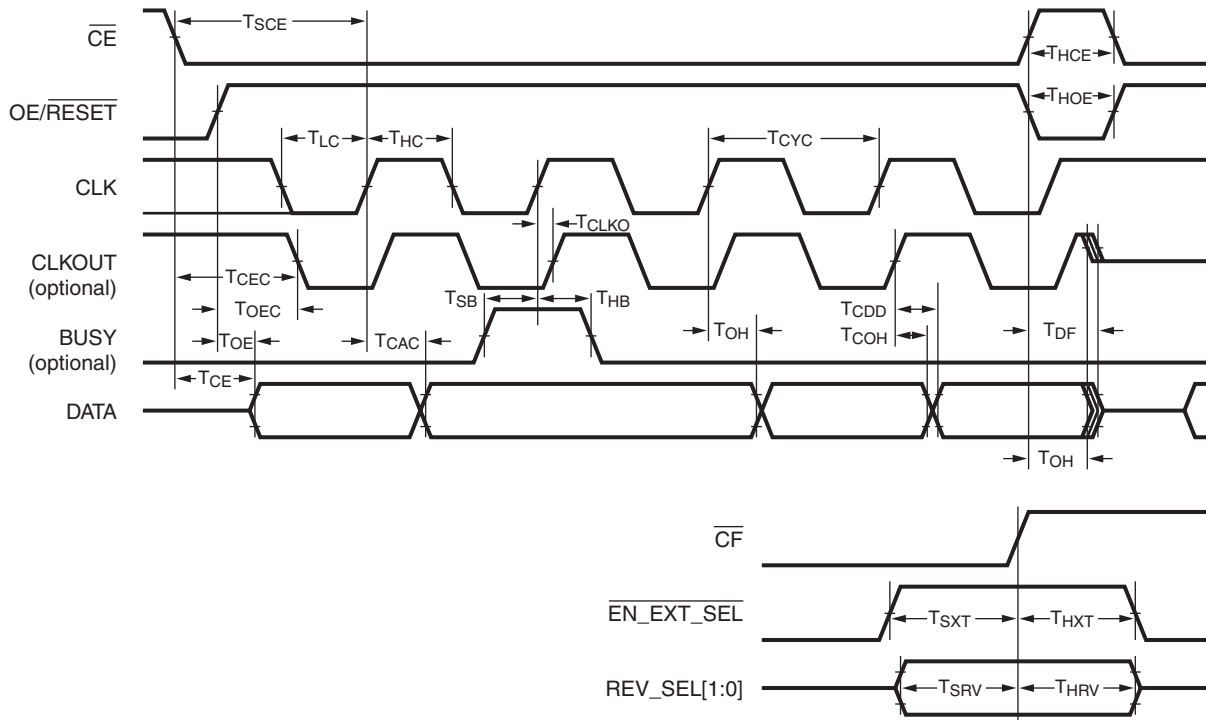 CE
TSCE
THCE
OE/RESET
THOE
TLC
THC
TCYC
CLK
TCLKO
CLKOUT
(optional)
TCEC
TOEC
TSB
THB
TCDD
BUSY
(optional)
TOE
TCAC
TOH
TCOH
TDF
TCE
DATA
TOH
CF
EN_EXT_SEL
TSXT
THXT
REV_SEL[1:0]
TSRV
THRV